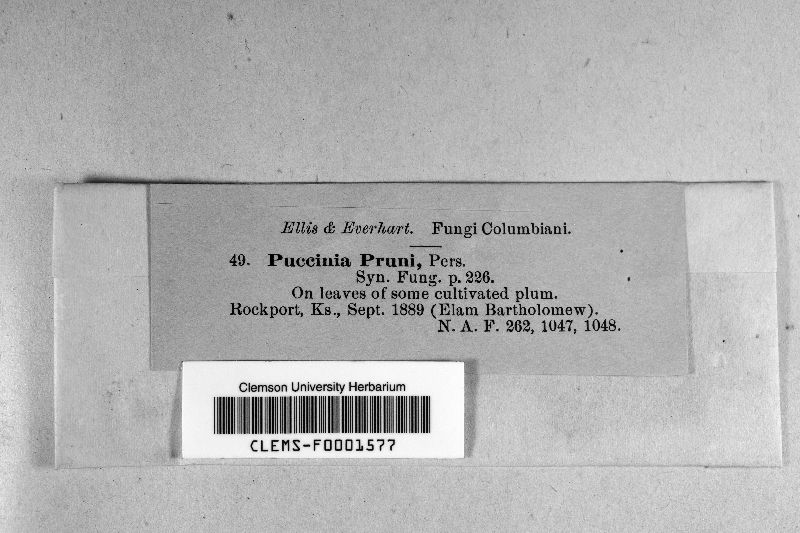 Ellis & Everhart. Fungi Columbiani.
49. Puccinia Pruni, Pers.
Syn. Fung. p. 226.
On leaves of some cultivated plum.
Rockport, Ks., Sept. 1889 (Elam Bartholomew).
N. A. F. 262, 1047, 1048.
Clemson University Herbarium
CLEMS-F0001577